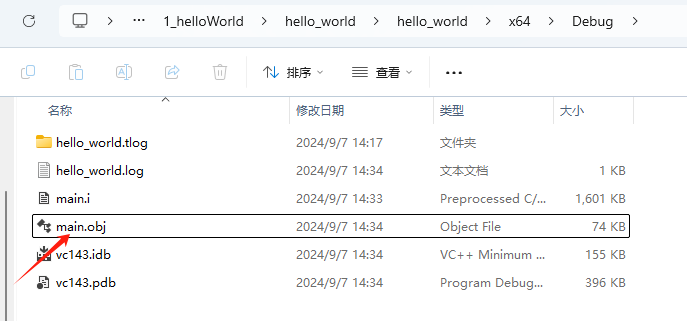 1_helloWorld > hello_world > hello_world > x64 > Debug >
排序 查看
名称 修改日期 类型 大小
hello_world.tlog 2024/9/7 14:17 文件夹
hello_world.log 2024/9/7 14:34 文本文档 1 KB
main.i 2024/9/7 14:33 Preprocessed C/... 1,601 KB
main.obj 2024/9/7 14:34 Object File 74 KB
vc143.idb 2024/9/7 14:34 VC++ Minimum ... 155 KB
vc143.pdb 2024/9/7 14:34 Program Debug... 396 KB